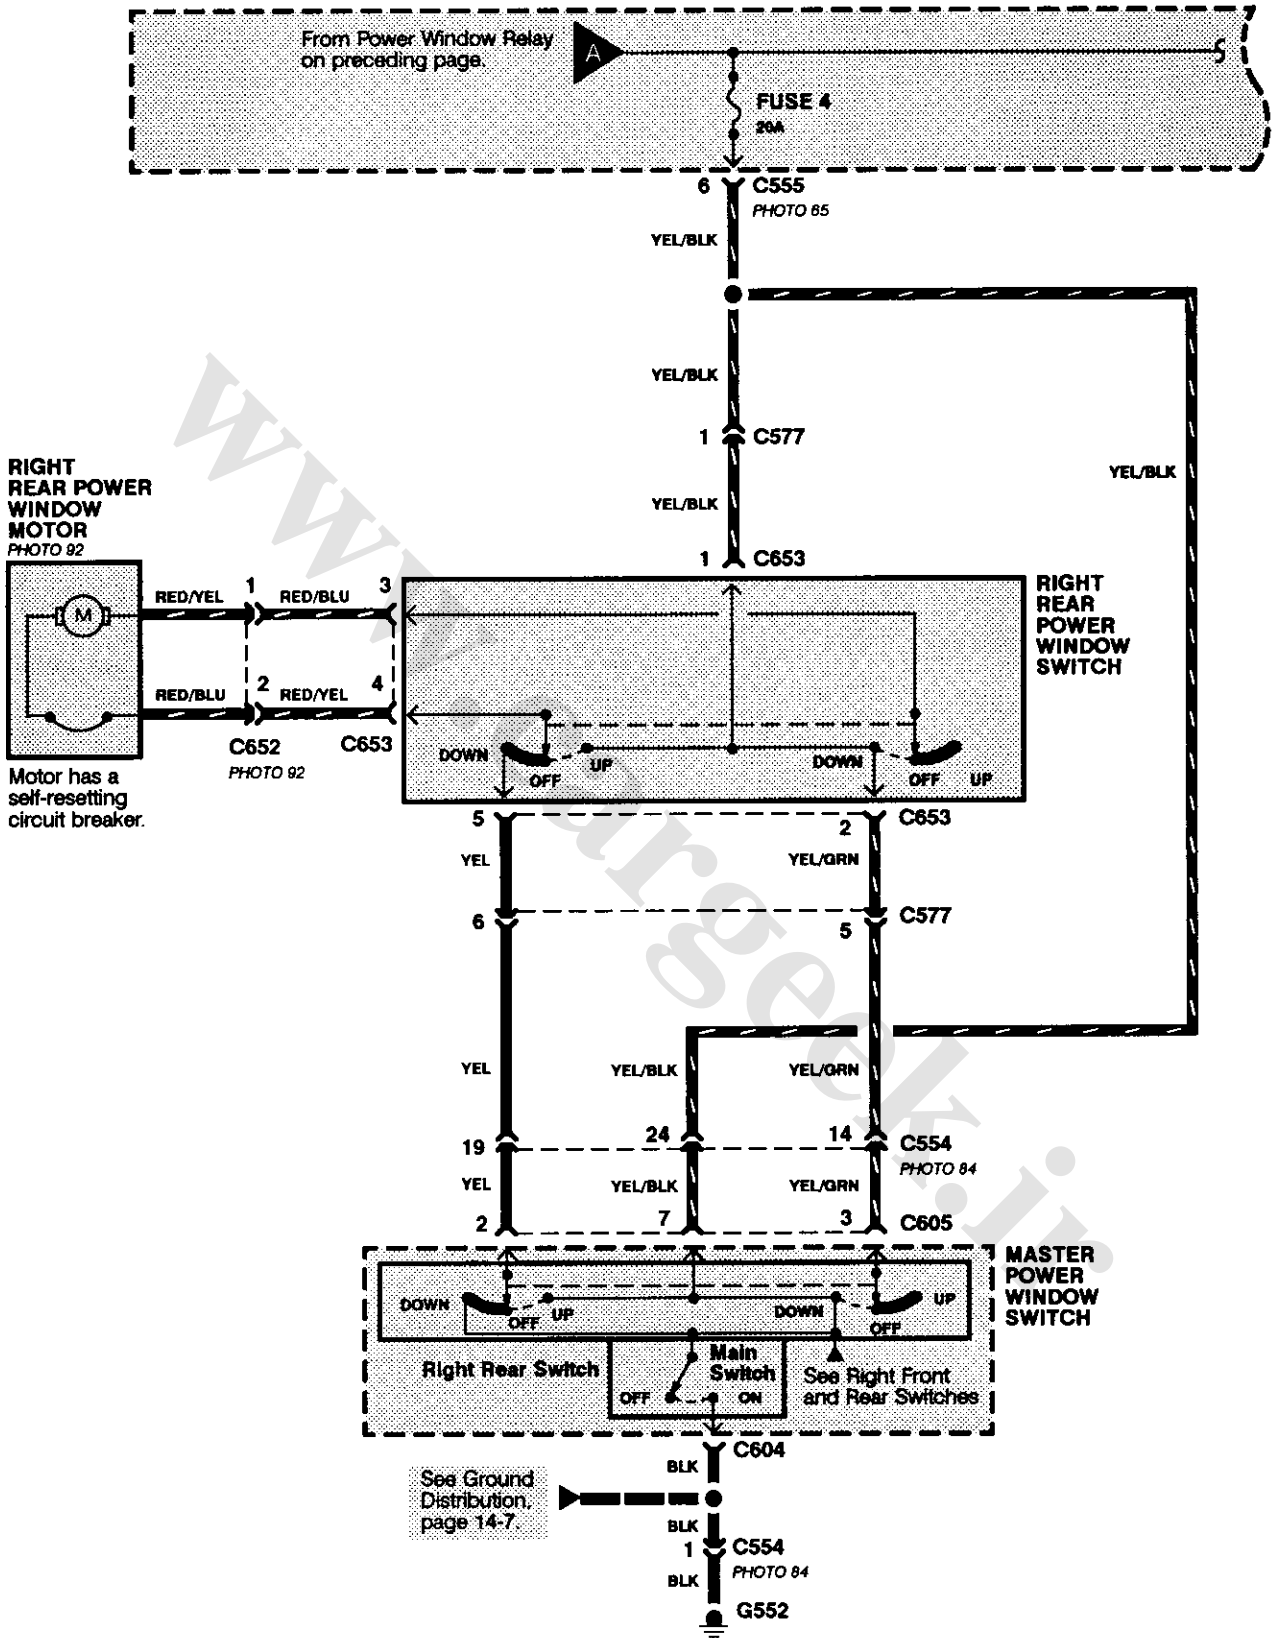 From Power Window Relay
on preceding page.
A
S
FUSE 4
20A
6
C555
PHOTO 65
YEL/BLK
YEL/BLK
1
C577
YEL/BLK
YEL/BLK
1
C653
RIGHT
REAR POWER
WINDOW
MOTOR
PHOTO 92
M
RED/YEL
1
RED/BLU
3
RED/BLU
2
RED/YEL
4
C652
PHOTO 92
C653
Motor has a
self-resetting
circuit breaker.
RIGHT
REAR
POWER
WINDOW
SWITCH
DOWN
OFF
UP
DOWN
OFF
UP
5
2
C653
YEL
YEL/GRN
6
5
C577
YEL
YEL/BLK
YEL/GRN
19
24
14
C554
PHOTO 84
YEL
YEL/BLK
YEL/GRN
2
7
3
C605
MASTER
POWER
WINDOW
SWITCH
DOWN
OFF
UP
DOWN
OFF
UP
Right Rear Switch
Main
Switch
OFF
ON
See Right Front
and Rear Switches
C604
BLK
See Ground
Distribution,
page 14-7.
BLK
1
C554
PHOTO 84
BLK
G552
www.cargeek.ir